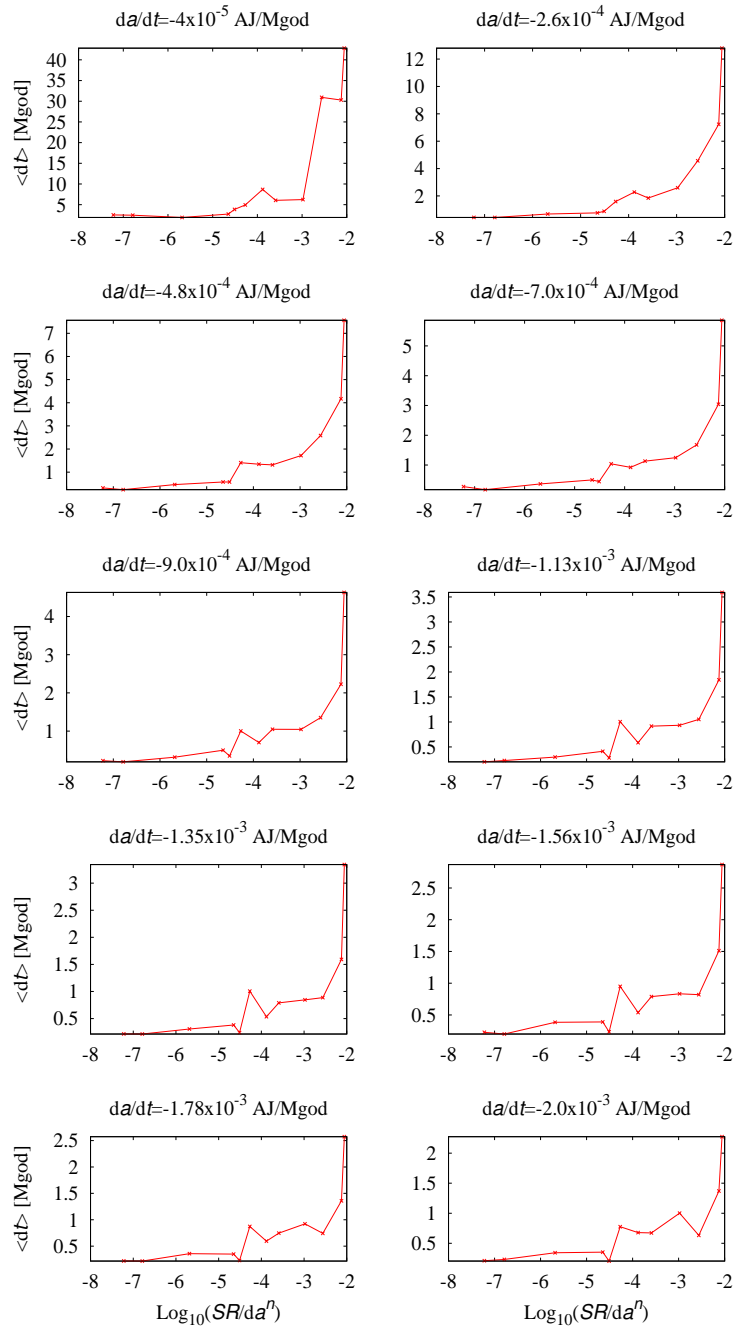 da/dt=-4x10⁻⁵ AJ/Mgod
da/dt=-2.6x10⁻⁴ AJ/Mgod
<dt> [Mgod]
40
35
30
25
20
15
10
5
-8 -7 -6 -5 -4 -3 -2
12
10
8
6
4
2
-8 -7 -6 -5 -4 -3 -2
da/dt=-4.8x10⁻⁴ AJ/Mgod
da/dt=-7.0x10⁻⁴ AJ/Mgod
<dt> [Mgod]
7
6
5
4
3
2
1
-8 -7 -6 -5 -4 -3 -2
5
4
3
2
1
-8 -7 -6 -5 -4 -3 -2
da/dt=-9.0x10⁻⁴ AJ/Mgod
da/dt=-1.13x10⁻³ AJ/Mgod
<dt> [Mgod]
4
3
2
1
-8 -7 -6 -5 -4 -3 -2
3.5
3
2.5
2
1.5
1
0.5
-8 -7 -6 -5 -4 -3 -2
da/dt=-1.35x10⁻³ AJ/Mgod
da/dt=-1.56x10⁻³ AJ/Mgod
<dt> [Mgod]
3
2.5
2
1.5
1
0.5
-8 -7 -6 -5 -4 -3 -2
2.5
2
1.5
1
0.5
-8 -7 -6 -5 -4 -3 -2
da/dt=-1.78x10⁻³ AJ/Mgod
da/dt=-2.0x10⁻³ AJ/Mgod
<dt> [Mgod]
2.5
2
1.5
1
0.5
-8 -7 -6 -5 -4 -3 -2
2
1.5
1
0.5
-8 -7 -6 -5 -4 -3 -2
Log₁₀(SR/daⁿ)
Log₁₀(SR/daⁿ)